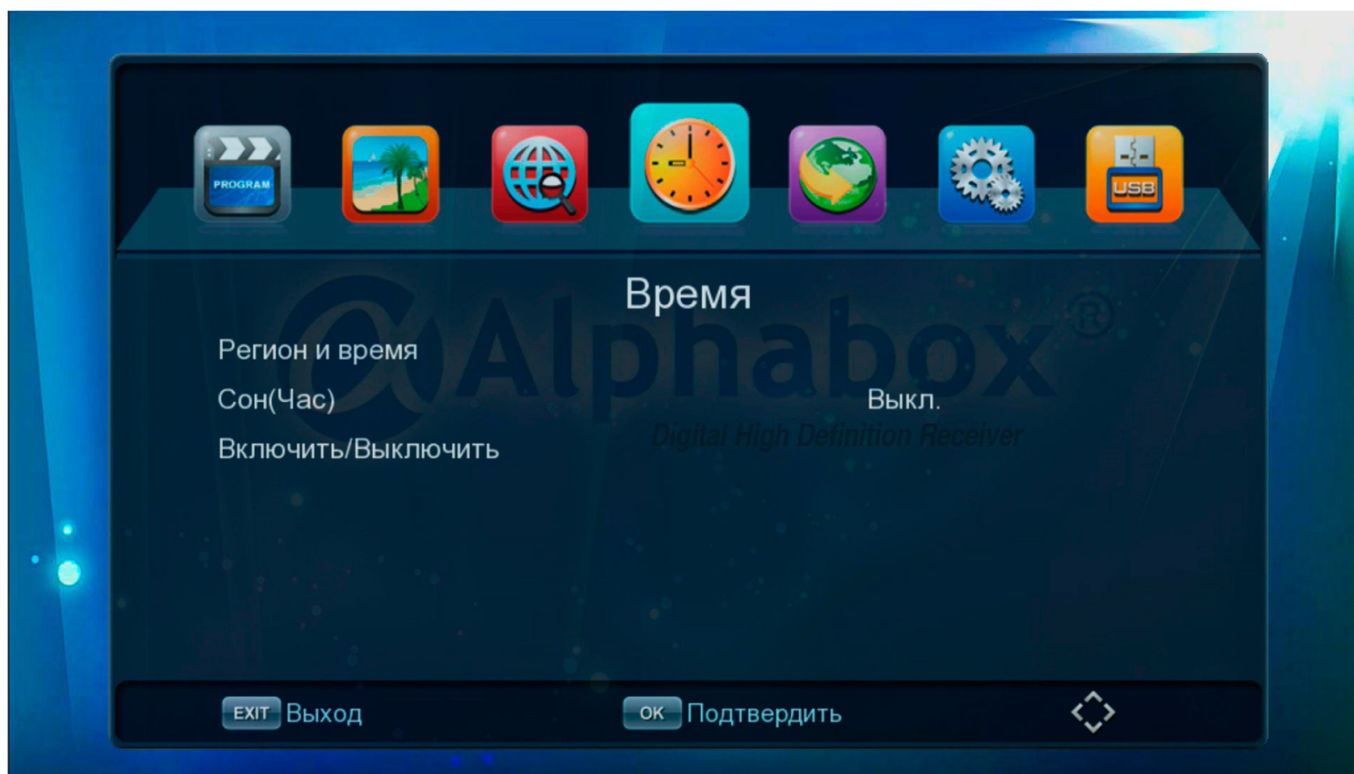 PROGRAM
USB
Время
Alphabox®
Регион и время
Сон(Час) Выкл.
Digital High Definition Receiver
Включить/Выключить
EXIT Выход OK Подтвердить